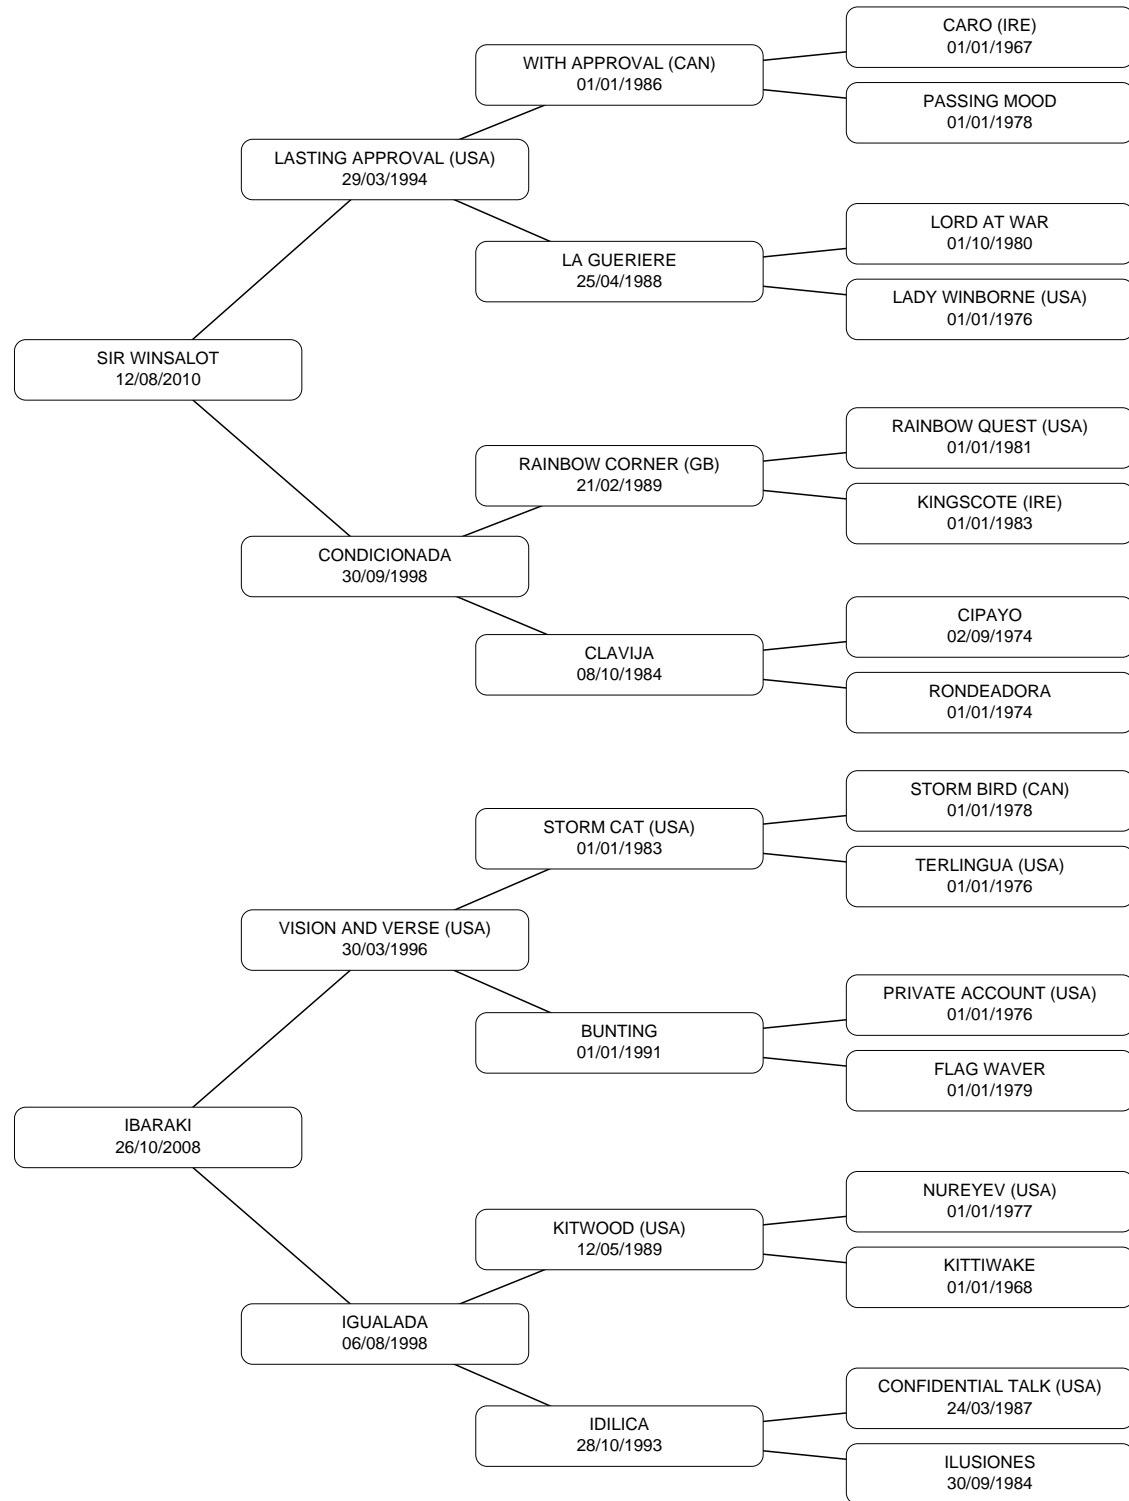 CARO (IRE)
01/01/1967
WITH APPROVAL (CAN)
01/01/1986
PASSING MOOD
01/01/1978
LASTING APPROVAL (USA)
29/03/1994
LORD AT WAR
01/10/1980
LA GUERIERE
25/04/1988
LADY WINBORNE (USA)
01/01/1976
SIR WINSALOT
12/08/2010
RAINBOW QUEST (USA)
01/01/1981
RAINBOW CORNER (GB)
21/02/1989
KINGSCOTE (IRE)
01/01/1983
CONDICIONADA
30/09/1998
CIPAYO
02/09/1974
CLAVIJA
08/10/1984
RONDEADORA
01/01/1974
STORM BIRD (CAN)
01/01/1978
STORM CAT (USA)
01/01/1983
TERLINGUA (USA)
01/01/1976
VISION AND VERSE (USA)
30/03/1996
PRIVATE ACCOUNT (USA)
01/01/1976
BUNTING
01/01/1991
FLAG WAVER
01/01/1979
IBARAKI
26/10/2008
NUREYEV (USA)
01/01/1977
KITWOOD (USA)
12/05/1989
KITTIWAKE
01/01/1968
IGUALADA
06/08/1998
CONFIDENTIAL TALK (USA)
24/03/1987
IDILICA
28/10/1993
ILUSIONES
30/09/1984